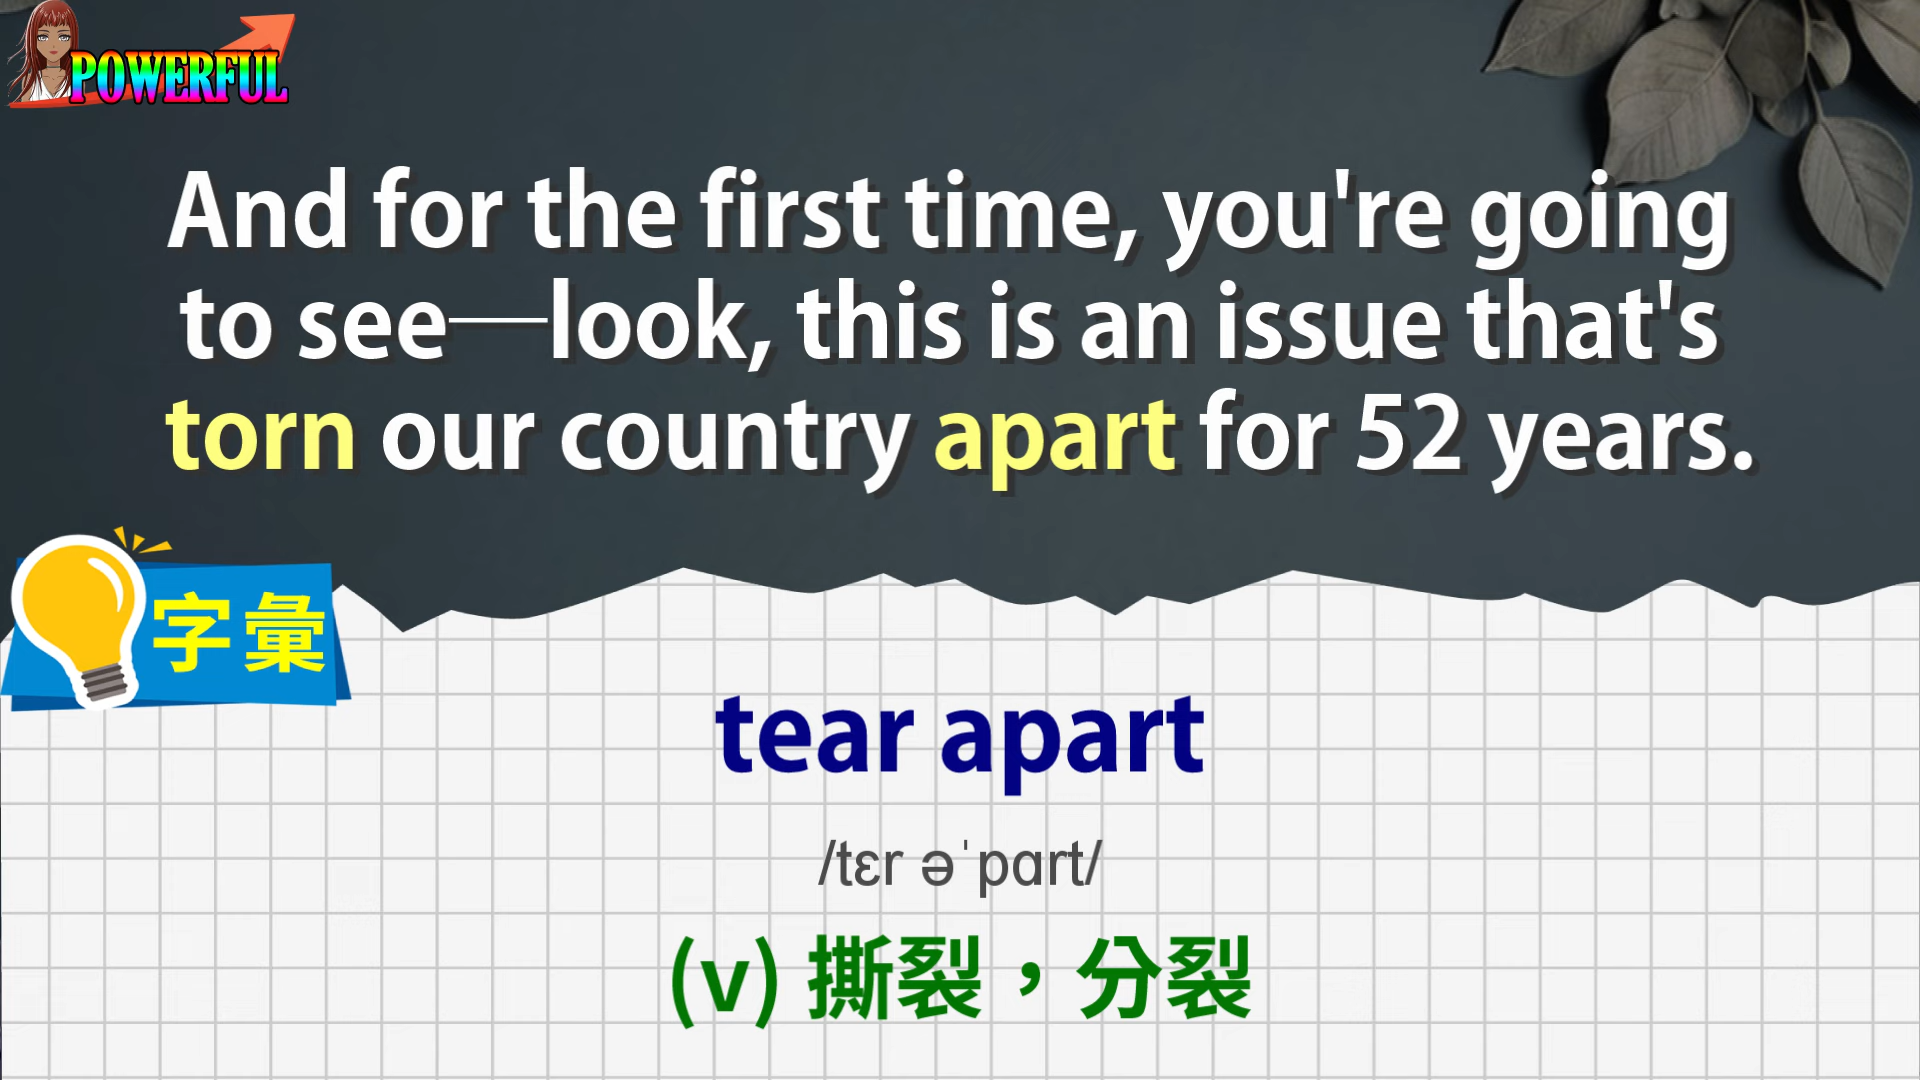 POWERFUL
And for the first time, you're going
to see—look, this is an issue that's
torn our country apart for 52 years.
字彙
tear apart
/tɛr əˈpɑrt/
(v) 撕裂，分裂